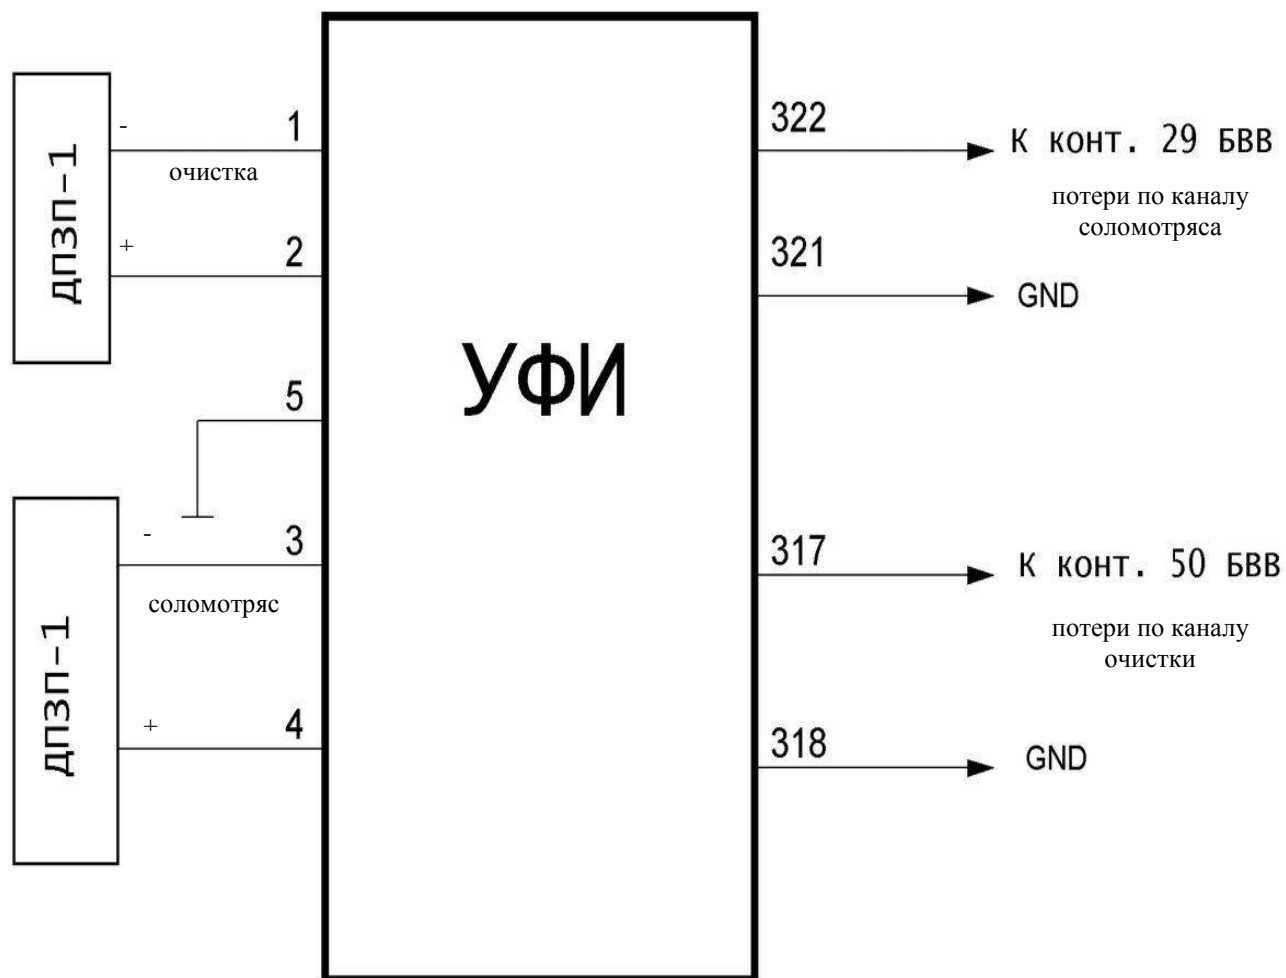 ДПЗП-1
-
1
очистка
+
2
5
ДПЗП-1
-
3
соломотряс
+
4
УФИ
322
К конт. 29 БВВ
потери по каналу
соломотряса
321
GND
317
К конт. 50 БВВ
потери по каналу
очистки
318
GND